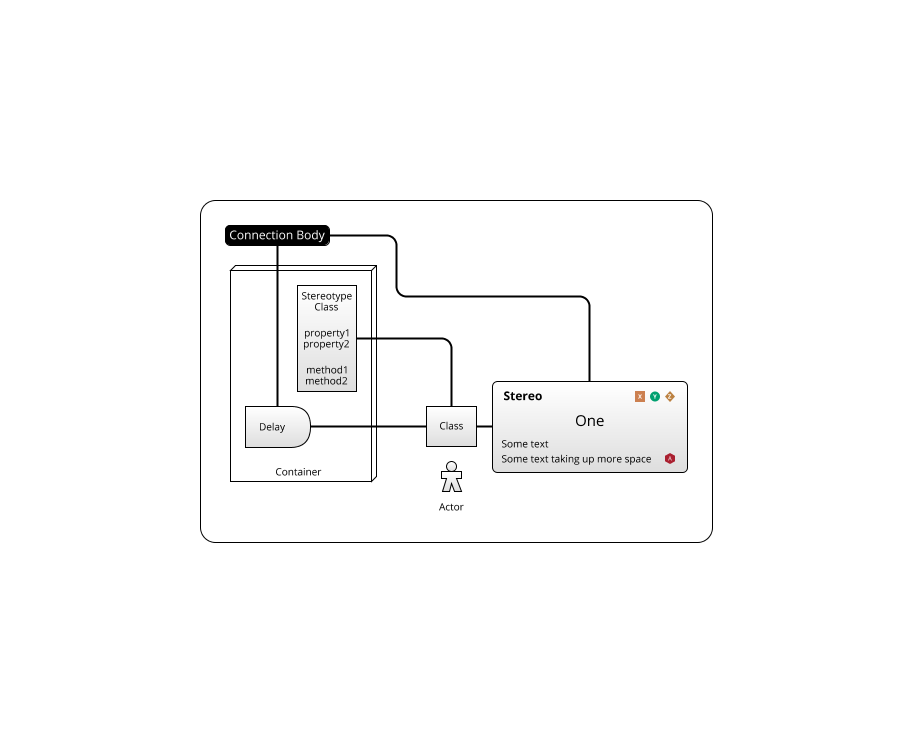 Connection Body
Stereotype
Class
property1
property2
method1
method2
Delay
Container
Class
Actor
Stereo
X Y Z
One
Some text
Some text taking up more space
A